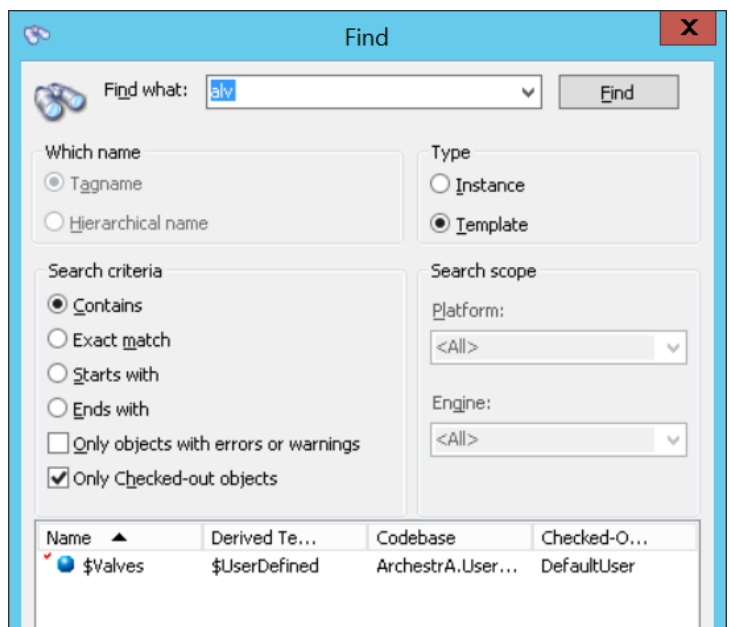 Find
X
Find what: alv Find
Which name
Tagname
Hierarchical name
Type
Instance
Template
Search criteria
Contains
Exact match
Starts with
Ends with
Only objects with errors or warnings
Only Checked-out objects
Search scope
Platform:
<All>
Engine:
<All>
Name Derived Te... Codebase Checked-O...
$Valves $UserDefined ArchestrA.User... DefaultUser